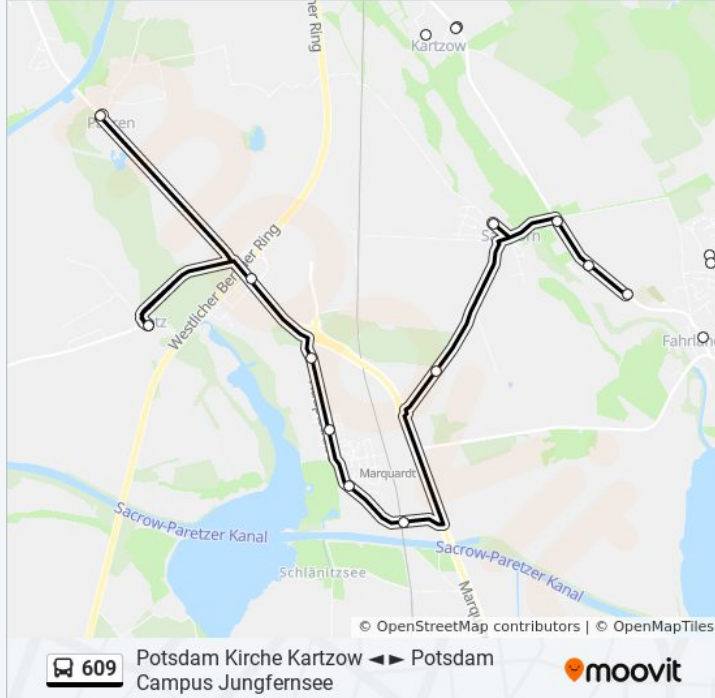 Kartzow
Westlicher Berliner Ring
Fahrland
Marquardt
Sacrow-Paretzer Kanal
Sacrow-Paretzer Kanal
Schlänitzsee
© OpenStreetMap contributors | © OpenMapTiles
609
Potsdam Kirche Kartzow ◄► Potsdam
Campus Jungfernsee
moovit